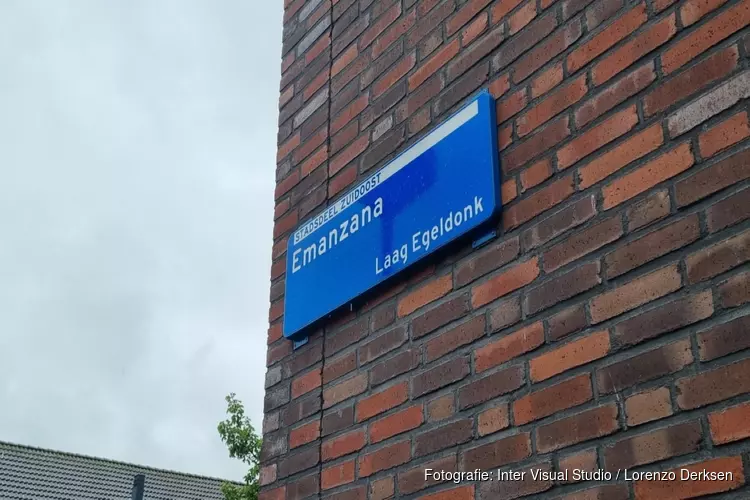 STADSDEEL ZUIDOOST
Emanzana
Laag Egeldonk
Fotografie: Inter Visual Studio / Lorenzo Derksen